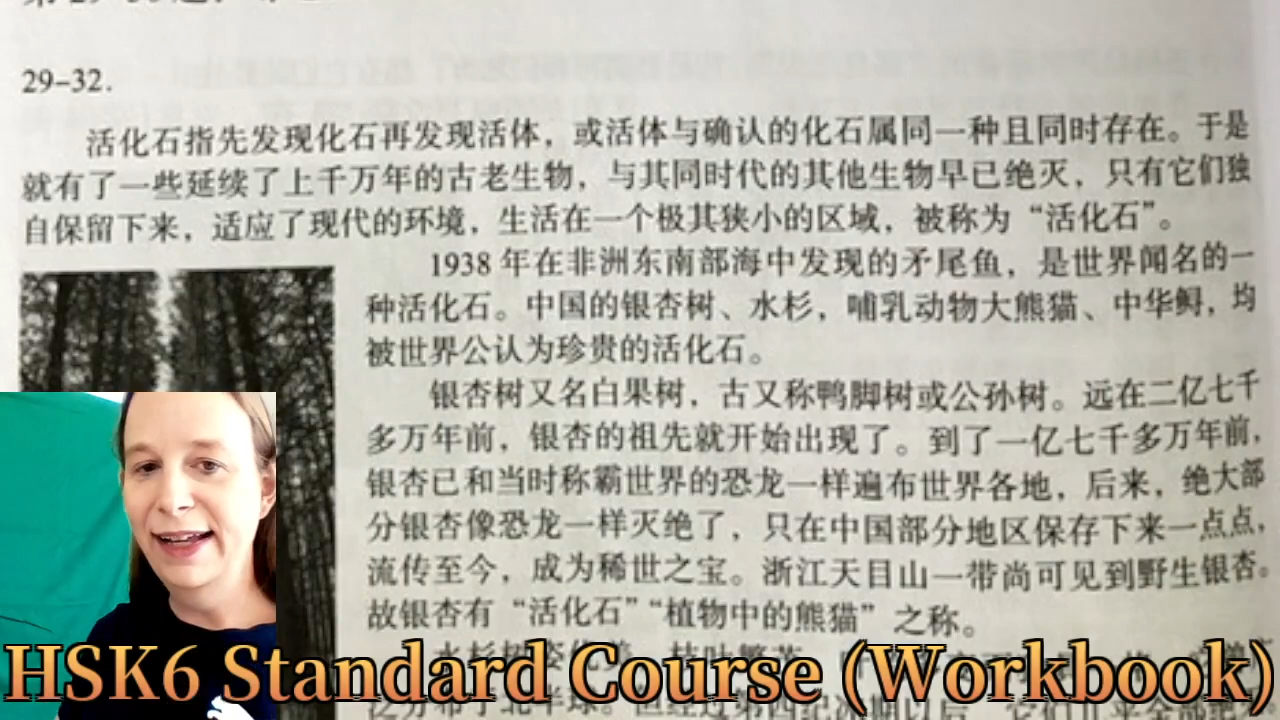 29–32.
活化石指先发现化石再发现活体，或活体与确认的化石属同一种且同时存在。于是
就有了一些延续了上千万年的古老生物，与其同时代的其他生物早已绝灭，只有它们独
自保留下来，适应了现代的环境，生活在一个极其狭小的区域，被称为“活化石”。
1938 年在非洲东南部海中发现的矛尾鱼，是世界闻名的一
种活化石。中国的银杏树、水杉，哺乳动物大熊猫、中华鲟，均
被世界公认为珍贵的活化石。
银杏树又名白果树，古又称鸭脚树或公孙树。远在二亿七千
多万年前，银杏的祖先就开始出现了。到了一亿七千多万年前，
银杏已和当时称霸世界的恐龙一样遍布世界各地，后来，绝大部
分银杏像恐龙一样灭绝了，只在中国部分地区保存下来一点点，
流传至今，成为稀世之宝。浙江天目山一带尚可见到野生银杏。
故银杏有“活化石”“植物中的熊猫”之称。
HSK6 Standard Course (Workbook)